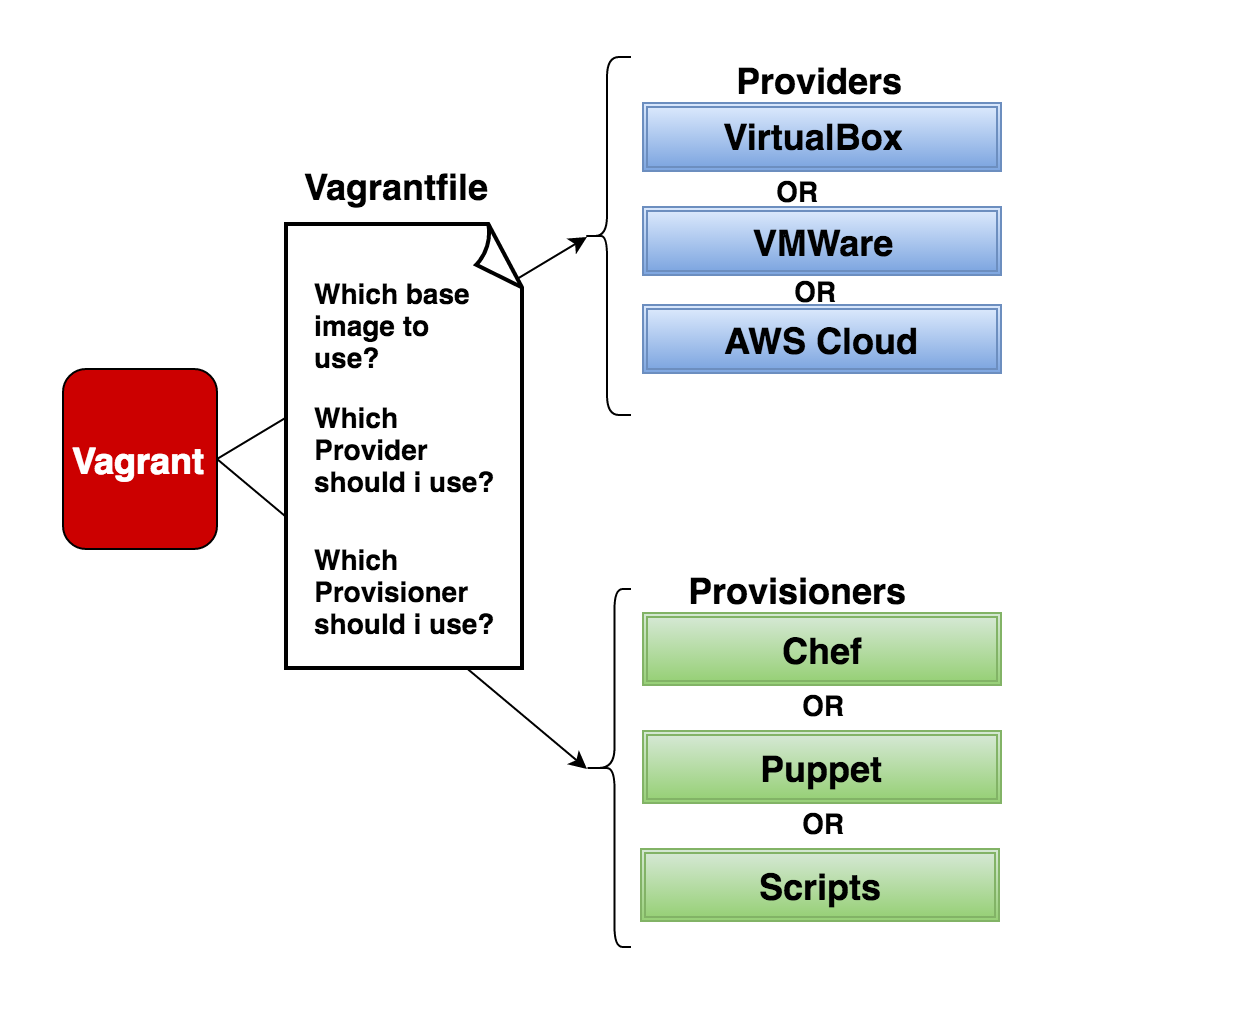 Vagrant
Vagrantfile
Which base
image to
use?
Which
Provider
should i use?
Which
Provisioner
should i use?
Providers
VirtualBox
OR
VMWare
OR
AWS Cloud
Provisioners
Chef
OR
Puppet
OR
Scripts